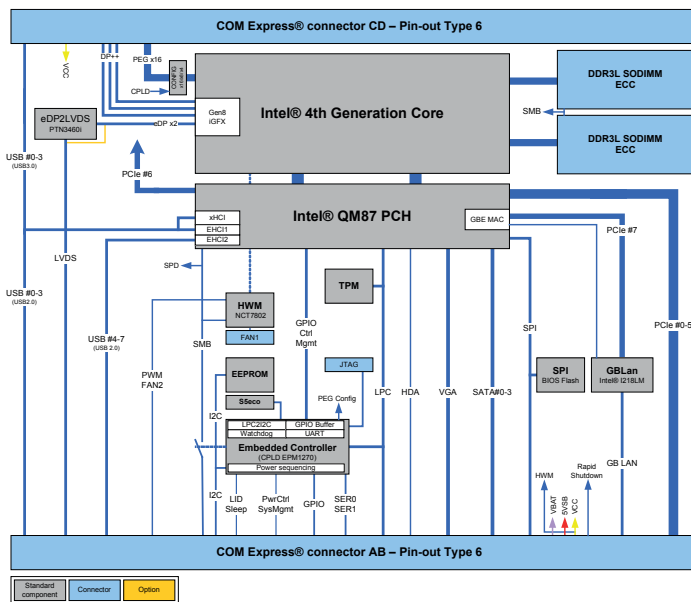 COM Express® connector CD – Pin-out Type 6
VCC
DP++
PEG x16
CONFIG
CPLD
Intel® 4th Generation Core
DDR3L SODIMM
ECC
SMB
DDR3L SODIMM
ECC
eDP2LVDS
PTN3460i
Gen8
iGFX
eDP x2
USB #0-3
(USB3.0)
PCIe #6
Intel® QM87 PCH
xHCI
EHCI1
EHCI2
GBE MAC
PCIe #7
LVDS
SPD
TPM
HWM
NCT7802
FAN1
USB #0-3
(USB2.0)
USB #4-7
(USB 2.0)
SMB
GPIO
Ctrl
Mgmt
SPI
PCIe #0-5
PWM
FAN2
EEPROM
JTAG
LPC
HDA
VGA
SATA#0-3
SPI
BIOS Flash
GBLan
Intel® I218LM
S5eco
PEG Config
I2C
LPC2I2C
GPIO Buffer
Watchdog
UART
Embedded Controller
(CPLD EPM1270)
Power sequencing
GB LAN
HWM
Rapid
Shutdown
VBAT
5VSB
VCC
I2C
LID
Sleep
PwrCtrl
SysMgmt
GPIO
SER0
SER1
COM Express® connector AB – Pin-out Type 6
Standard
component
Connector
Option